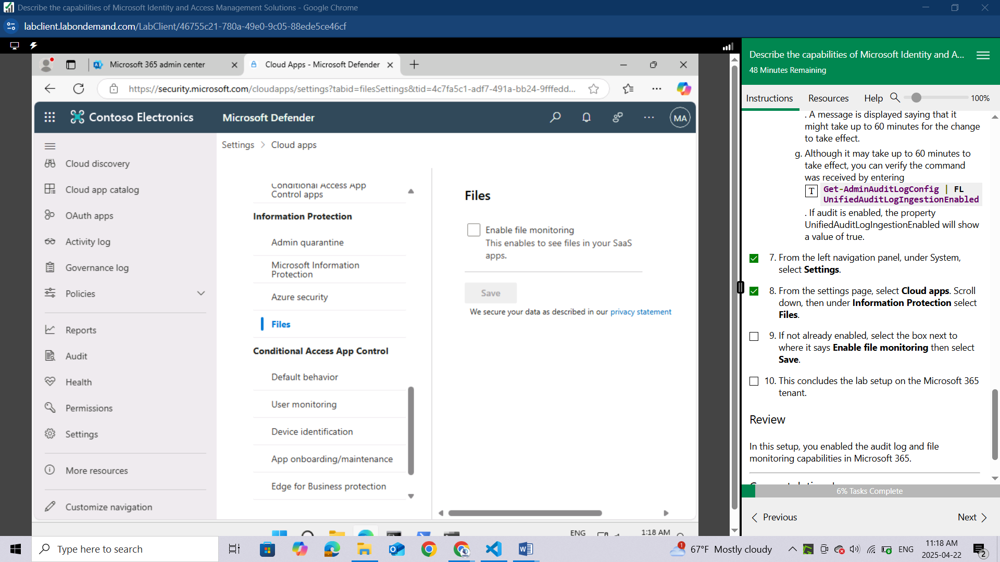 Describe the capabilities of Microsoft Identity and Access Management Solutions - Google Chrome
labclient.labondemand.com/LabClient/46755c21-780a-49e0-9c05-88ede5ce46cf
Microsoft 365 admin center
Cloud Apps - Microsoft Defender
https://security.microsoft.com/cloudapps/settings?tabid=filesSettings&tid=4c7fa5c1-adf7-491a-bb24-9fffedd...
Contoso Electronics
Microsoft Defender
MA
Cloud discovery
Cloud app catalog
OAuth apps
Activity log
Governance log
Policies
Reports
Audit
Health
Permissions
Settings
More resources
Customize navigation
Settings > Cloud apps
Conditional Access App
Control apps
Information Protection
Admin quarantine
Microsoft Information
Protection
Azure security
Files
Conditional Access App Control
Default behavior
User monitoring
Device identification
App onboarding/maintenance
Edge for Business protection
Files
Enable file monitoring
This enables to see files in your SaaS
apps.
Save
We secure your data as described in our privacy statement
ENG
1:18 AM
Describe the capabilities of Microsoft Identity and A...
48 Minutes Remaining
Instructions
Resources
Help
100%
. A message is displayed saying that it
might take up to 60 minutes for the change
to take effect.
g. Although it may take up to 60 minutes to
take effect, you can verify the command
was received by entering
T
Get-AdminAuditLogConfig | FL
UnifiedAuditLogIngestionEnabled
. If audit is enabled, the property
UnifiedAuditLogIngestionEnabled will show
a value of true.
7. From the left navigation panel, under System,
select Settings.
8. From the settings page, select Cloud apps. Scroll
down, then under Information Protection select
Files.
9. If not already enabled, select the box next to
where it says Enable file monitoring then select
Save.
10. This concludes the lab setup on the Microsoft 365
tenant.
Review
In this setup, you enabled the audit log and file
monitoring capabilities in Microsoft 365.
6% Tasks Complete
< Previous
Next >
Type here to search
1
67°F Mostly cloudy
ENG
11:18 AM
2025-04-22
2